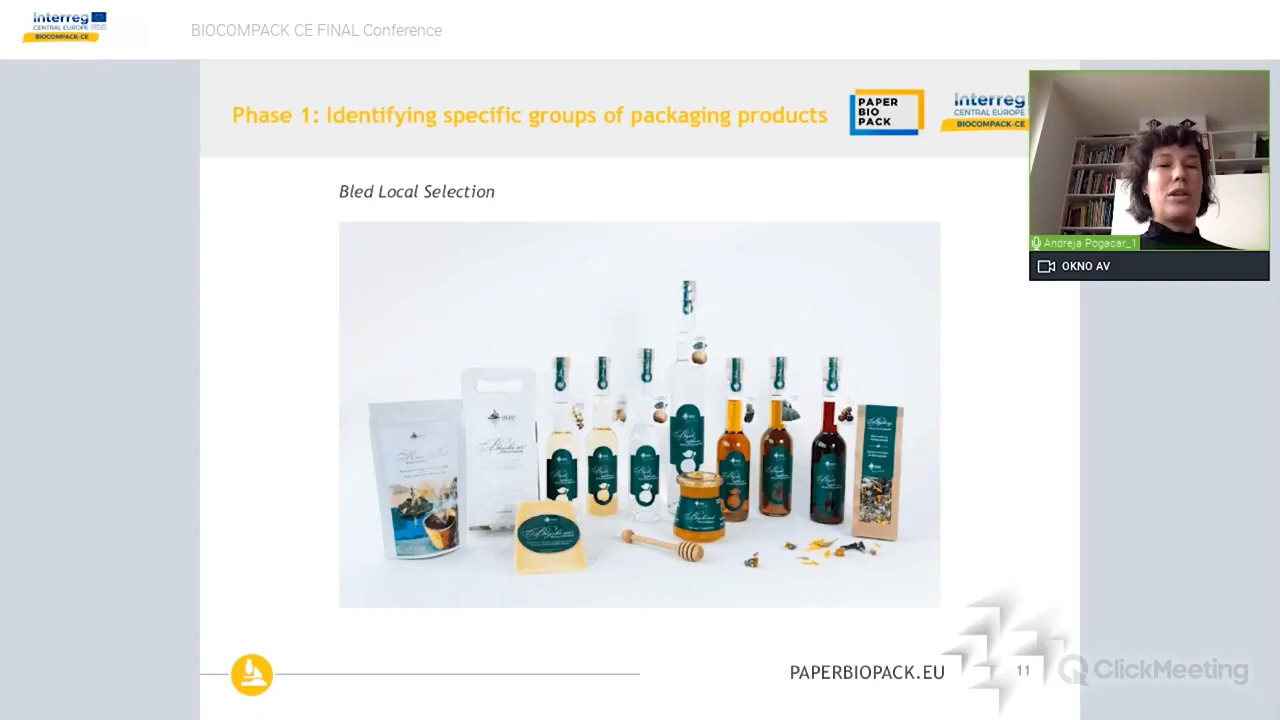 Interreg
CENTRAL EUROPE
BIOCOMPACK-CE
BIOCOMPACK CE FINAL Conference
Phase 1: Identifying specific groups of packaging products
PAPER
BIO
PACK
Interreg
CENTRAL EUROPE
BIOCOMPACK-CE
Andreja Pogacar_1
OKNO AV
Bled Local Selection
PAPERBIOPACK.EU
11
ClickMeeting